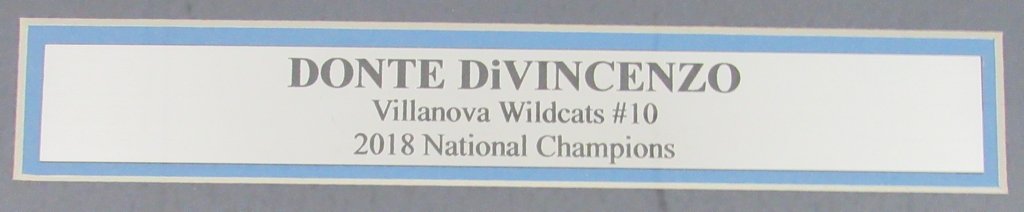 DONTE DiVINCENZO
Villanova Wildcats #10
2018 National Champions